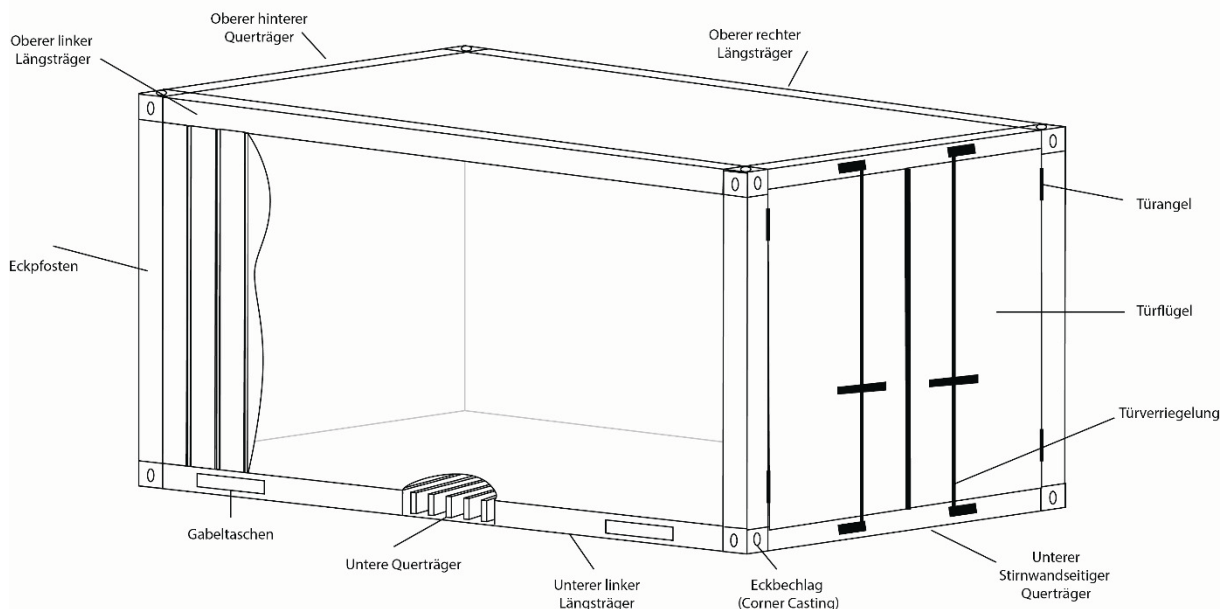 Oberer hinterer
Querträger
Oberer linker
Längsträger
Oberer rechter
Längsträger
Türangel
Eckpfosten
Türflügel
Türverriegelung
Gabeltaschen
Untere Querträger
Unterer linker
Längsträger
Eckbechlag
(Corner Casting)
Unterer
Stirnwandseitiger
Querträger